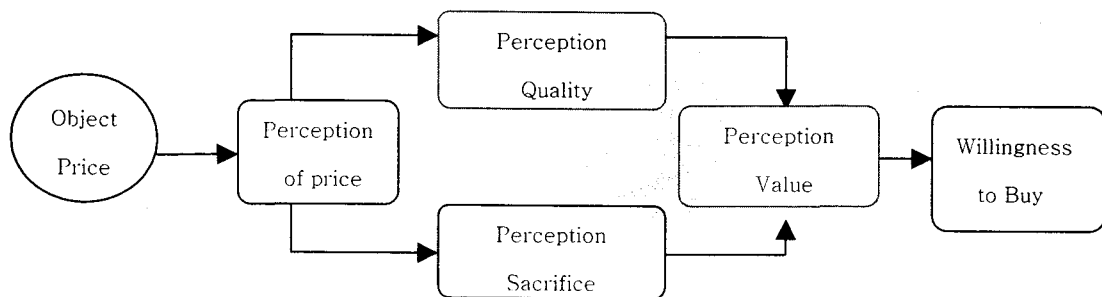 Object
Price
Perception
of price
Perception
Quality
Perception
Sacrifice
Perception
Value
Willingness
to Buy